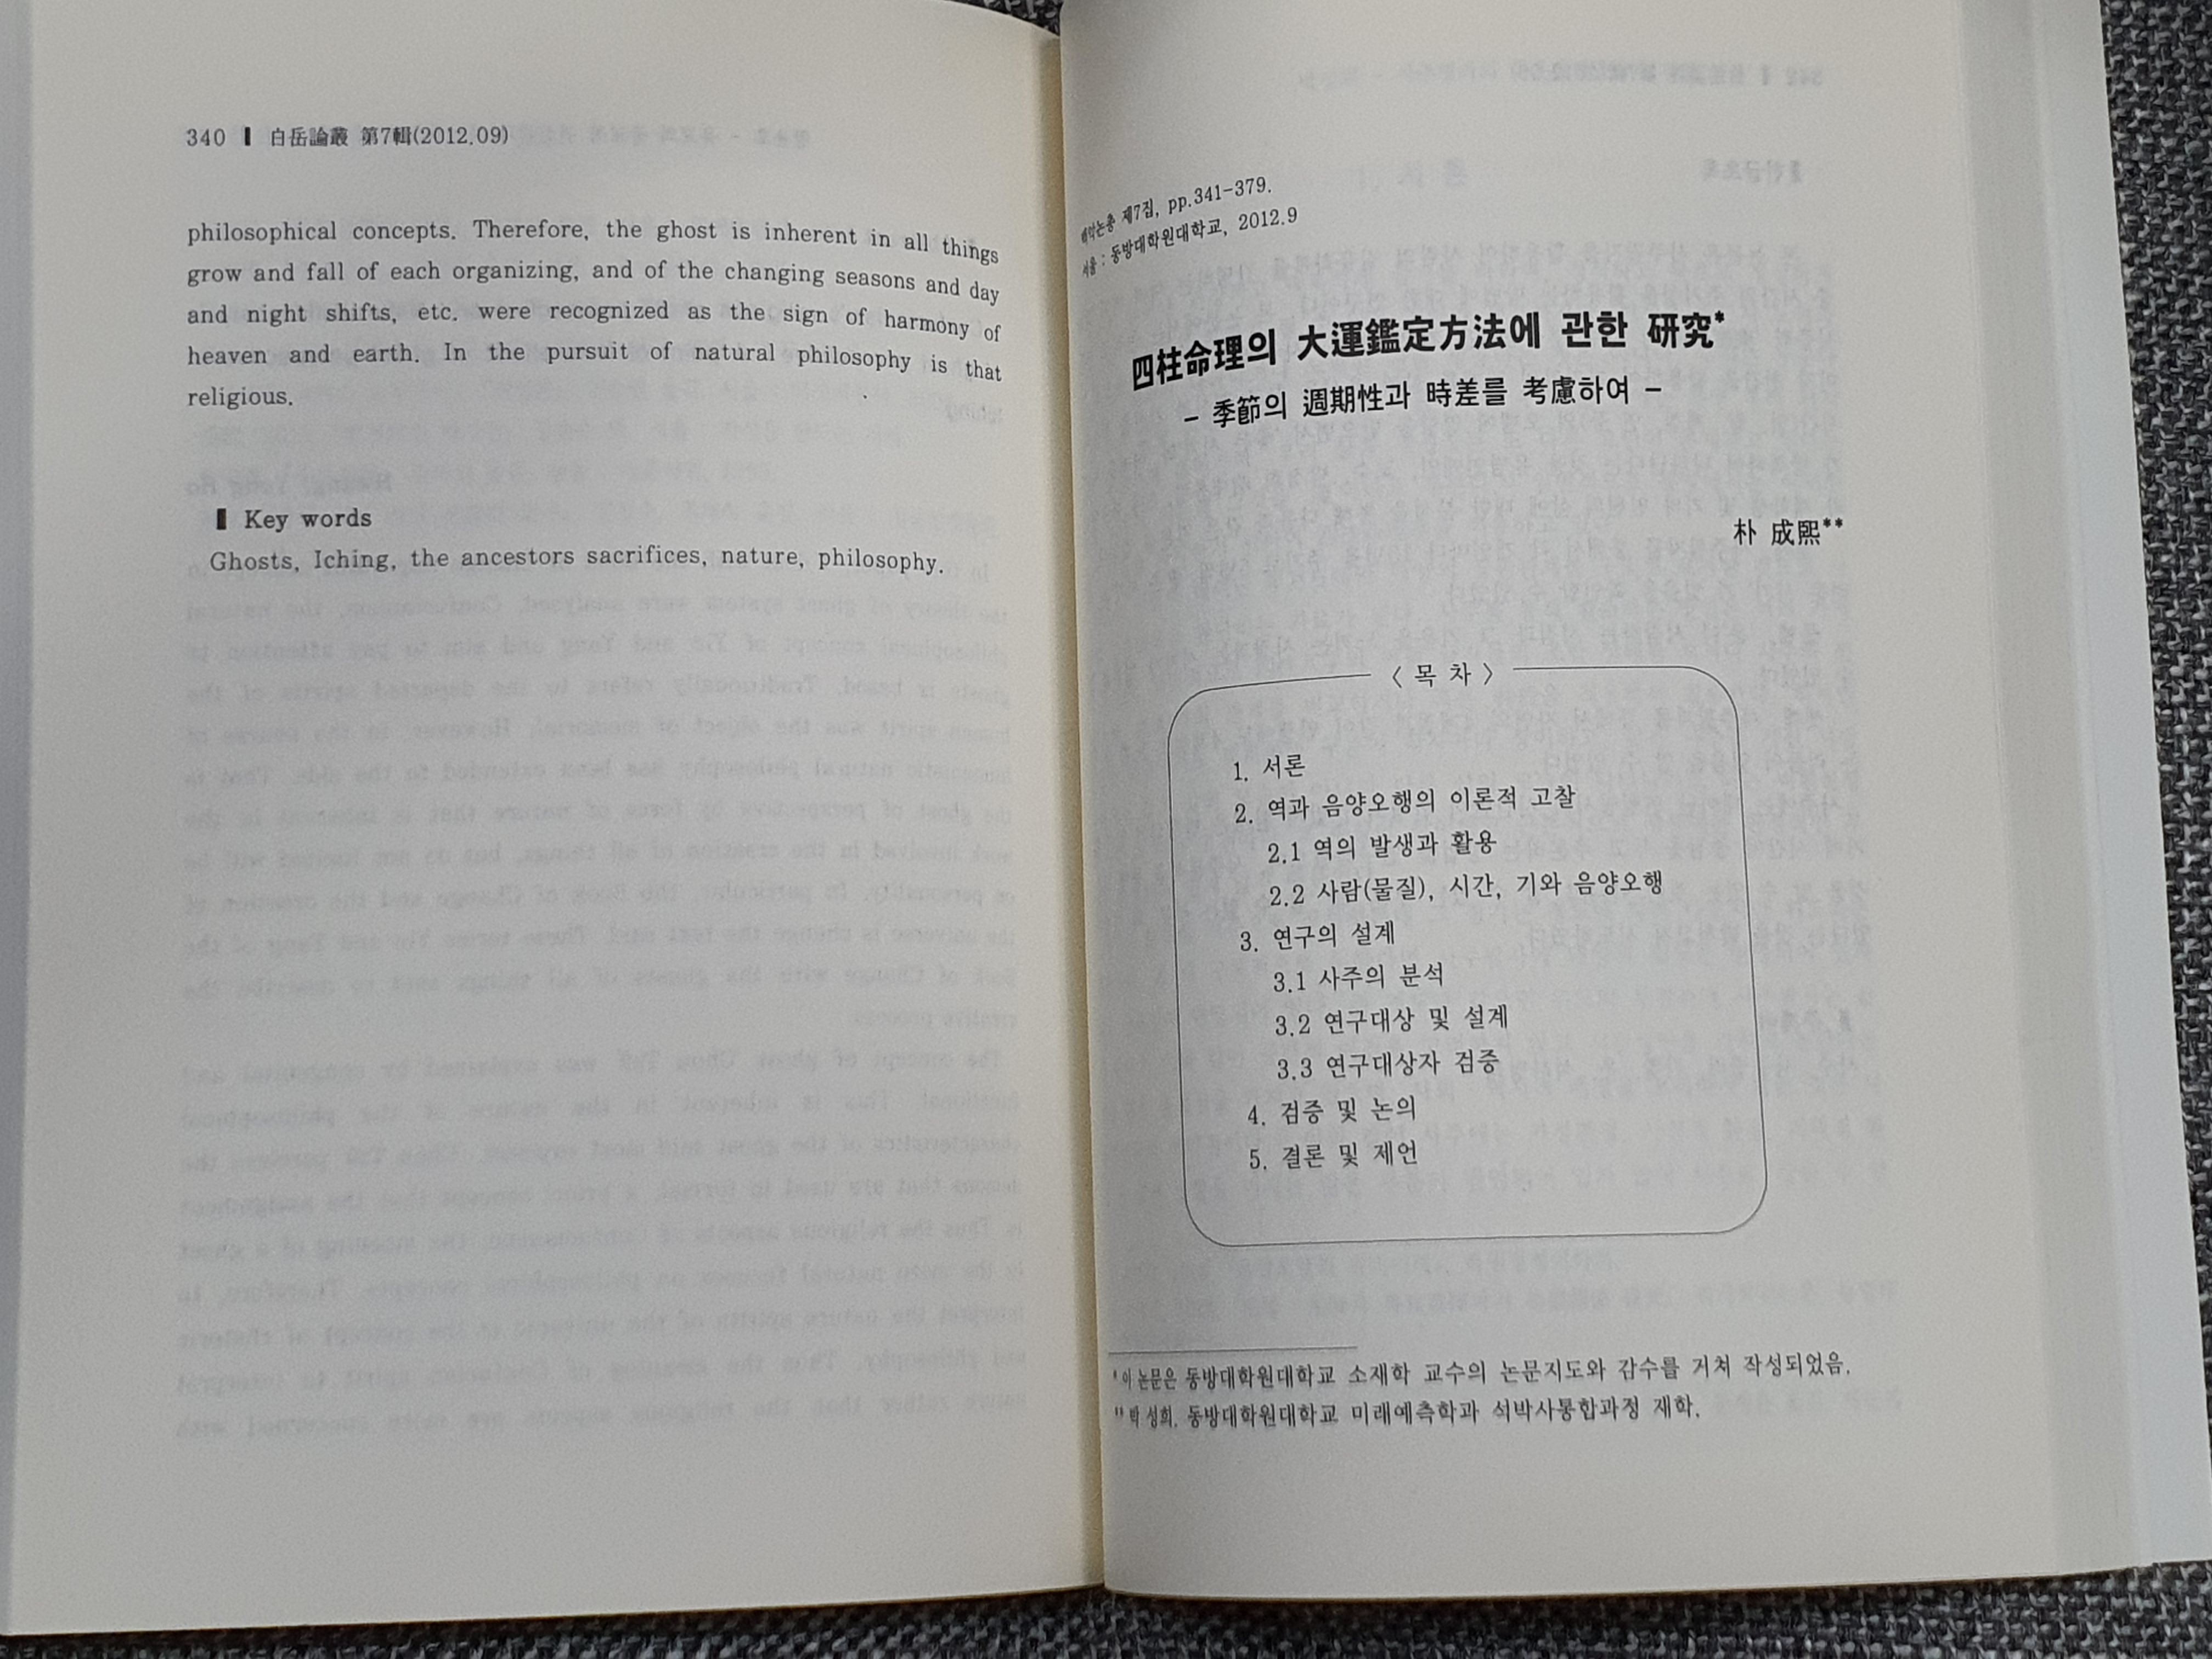 340 ▌ 白岳論叢 第7輯(2012.09)
philosophical concepts. Therefore, the ghost is inherent in all things
grow and fall of each organizing, and of the changing seasons and day
and night shifts, etc. were recognized as the sign of harmony of
heaven and earth. In the pursuit of natural philosophy is that
religious.
▌ Key words
Ghosts, Iching, the ancestors sacrifices, nature, philosophy.
백악논총 제7집, pp.341-379.
서울 : 동방대학원대학교, 2012.9
四柱命理의 大運鑑定方法에 관한 研究*
- 季節의 週期性과 時差를 考慮하여 -
朴 成熙**
〈 목 차 〉
1. 서론
2. 역과 음양오행의 이론적 고찰
2.1 역의 발생과 활용
2.2 사람(물질), 시간, 기와 음양오행
3. 연구의 설계
3.1 사주의 분석
3.2 연구대상 및 설계
3.3 연구대상자 검증
4. 검증 및 논의
5. 결론 및 제언
* 이 논문은 동방대학원대학교 소재학 교수의 논문지도와 감수를 거쳐 작성되었음.
** 박 성희, 동방대학원대학교 미래예측학과 석박사통합과정 재학.